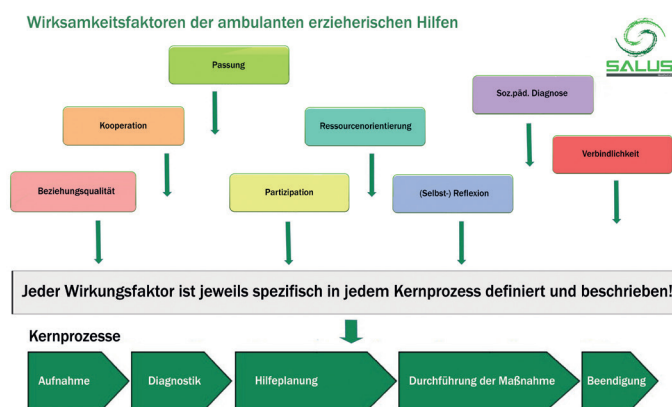 Wirksamkeitsfaktoren der ambulanten erzieherischen Hilfen
SALUS
Passung
Soz.päd. Diagnose
Kooperation
Ressourcenorientierung
Verbindlichkeit
Beziehungsqualität
Partizipation
(Selbst-) Reflexion
Jeder Wirkungsfaktor ist jeweils spezifisch in jedem Kernprozess definiert und beschrieben!
Kernprozesse
Aufnahme
Diagnostik
Hilfeplanung
Durchführung der Maßnahme
Beendigung